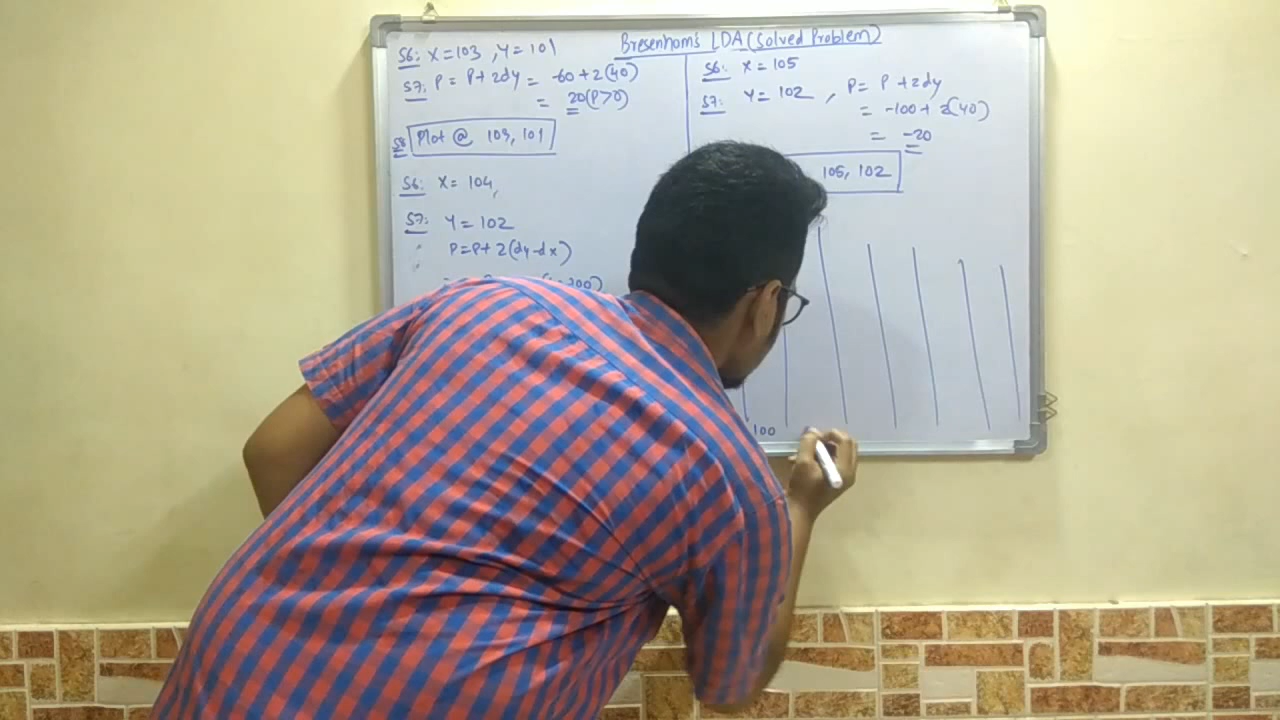 Bresenham's LDA (Solved Problem)
S6: X = 103, Y = 101
S7: P = P + 2dy = -60 + 2(40)
= 20 (P>0)
S8 Plot @ 103, 101
S6: X = 104,
S7: Y = 102
P = P + 2(dy-dx)
S6: X = 105
S7: Y = 102, P = P + 2dy
= -100 + 2(40)
= -20
105, 102
100